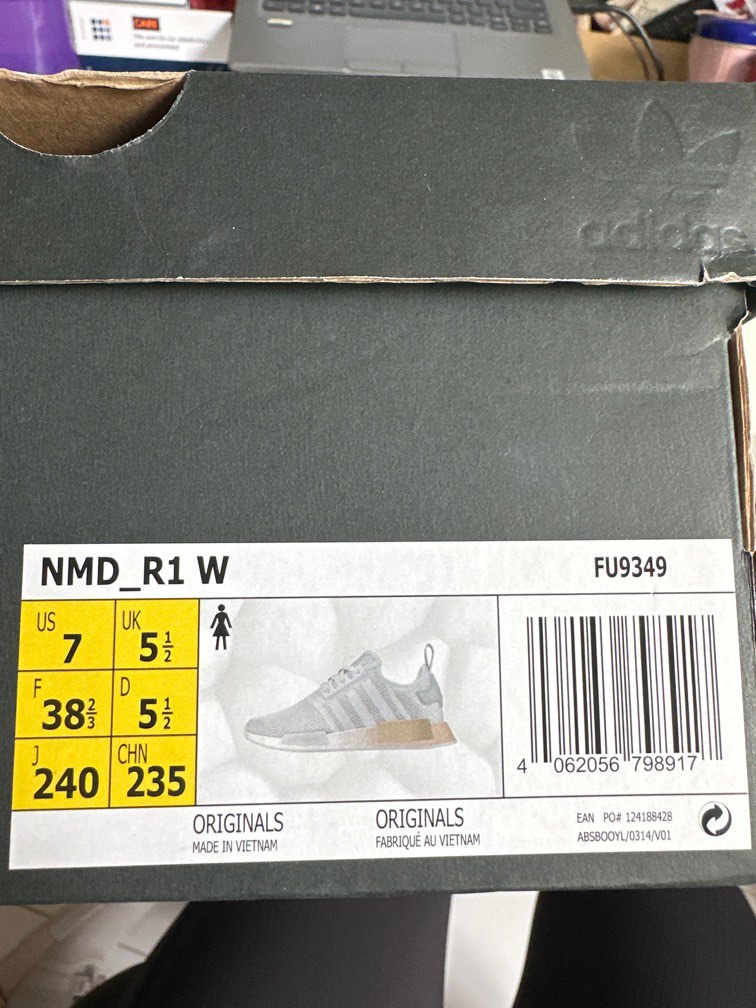 CARE
adidas
NMD_R1 W
FU9349
US
7
UK
5 1/2
F
38 2/3
D
5 1/2
J
240
CHN
235
4 062056 798917
ORIGINALS
MADE IN VIETNAM
ORIGINALS
FABRIQUÉ AU VIETNAM
EAN PO# 124188428
ABSBOOYL/0314/V01